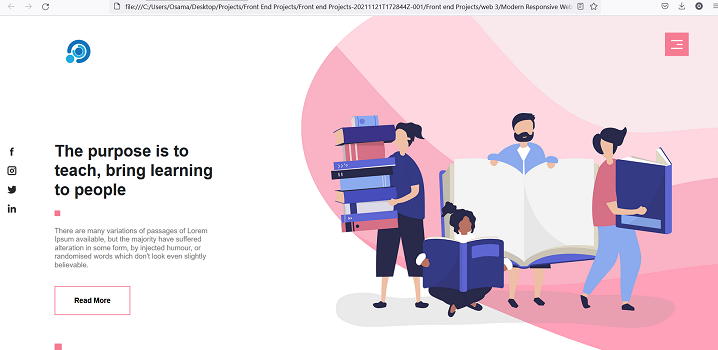 file:///C:/Users/Osama/Desktop/Projects/Front End Projects/Front end Projects-20211121T172844Z-001/Front end Projects/web 3/Modern Responsive Web
The purpose is to
teach, bring learning
to people
There are many variations of passages of Lorem
Ipsum available, but the majority have suffered
alteration in some form, by injected humour, or
randomised words which don't look even slightly
believable.
Read More